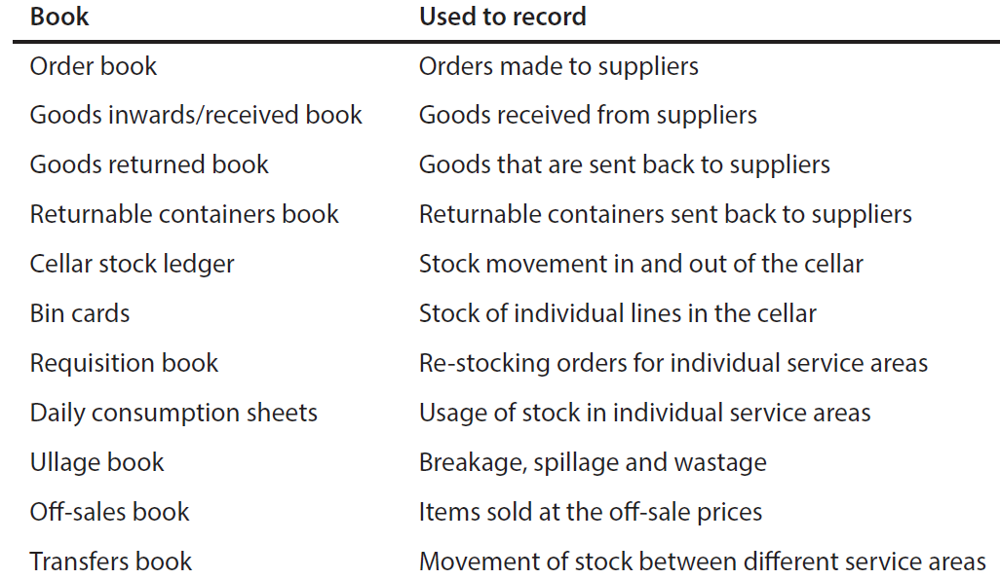 Book Used to record
Order book Orders made to suppliers
Goods inwards/received book Goods received from suppliers
Goods returned book Goods that are sent back to suppliers
Returnable containers book Returnable containers sent back to suppliers
Cellar stock ledger Stock movement in and out of the cellar
Bin cards Stock of individual lines in the cellar
Requisition book Re-stocking orders for individual service areas
Daily consumption sheets Usage of stock in individual service areas
Ullage book Breakage, spillage and wastage
Off-sales book Items sold at the off-sale prices
Transfers book Movement of stock between different service areas